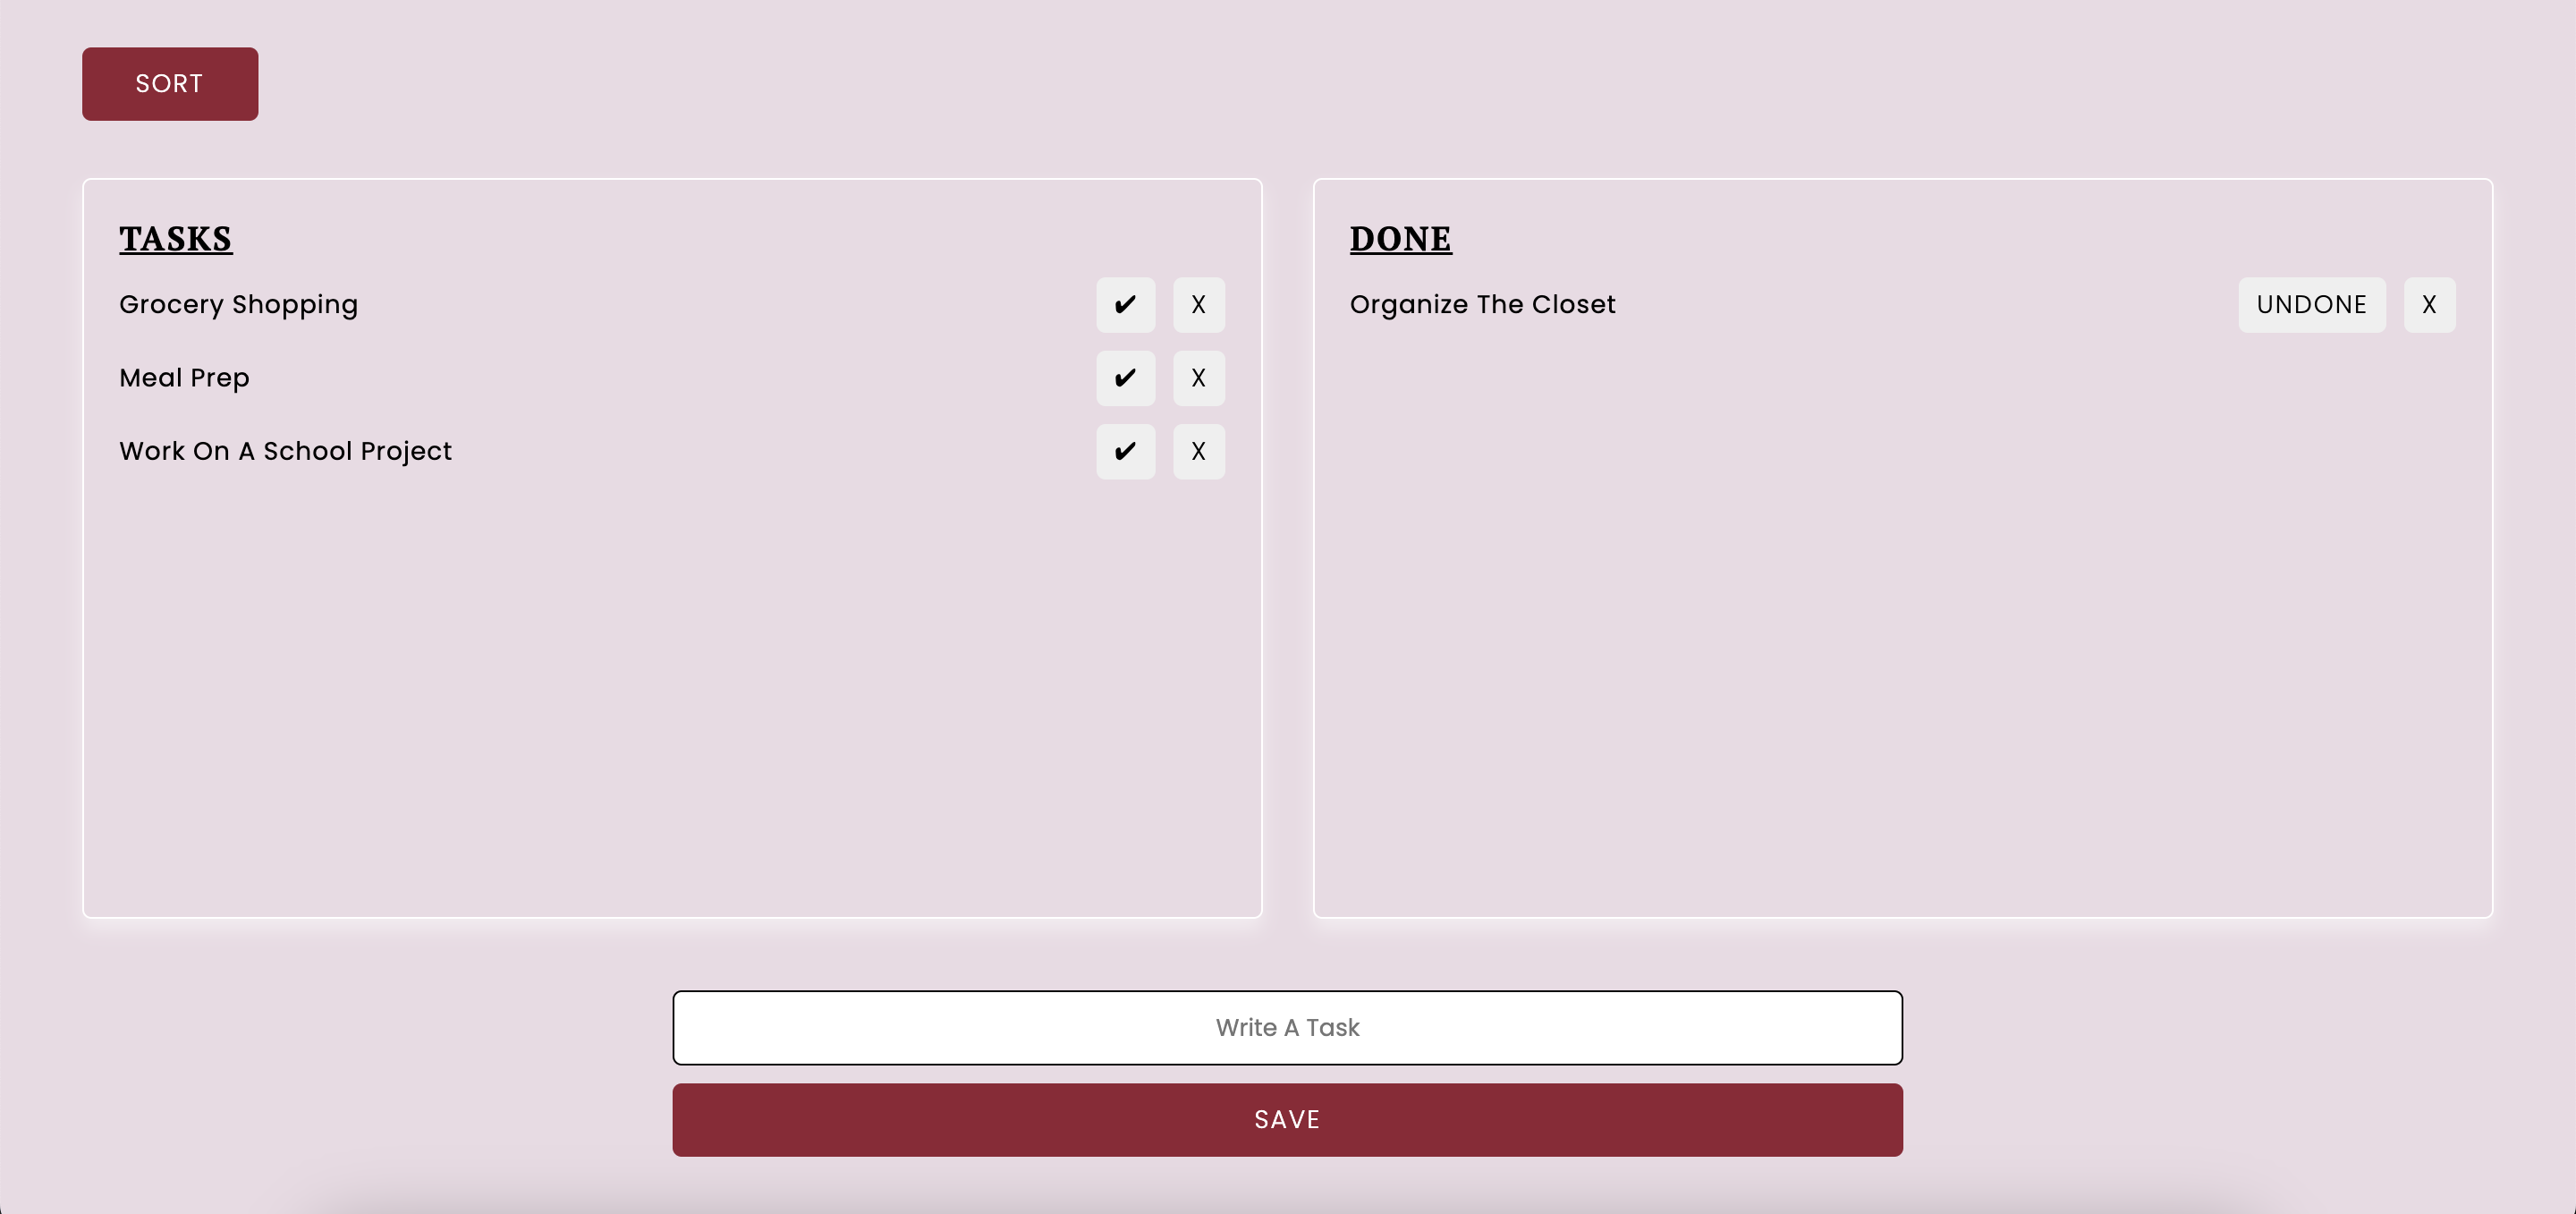 SORT
TASKS
Grocery Shopping ✔ X
Meal Prep ✔ X
Work On A School Project ✔ X
DONE
Organize The Closet UNDONE X
Write A Task
SAVE